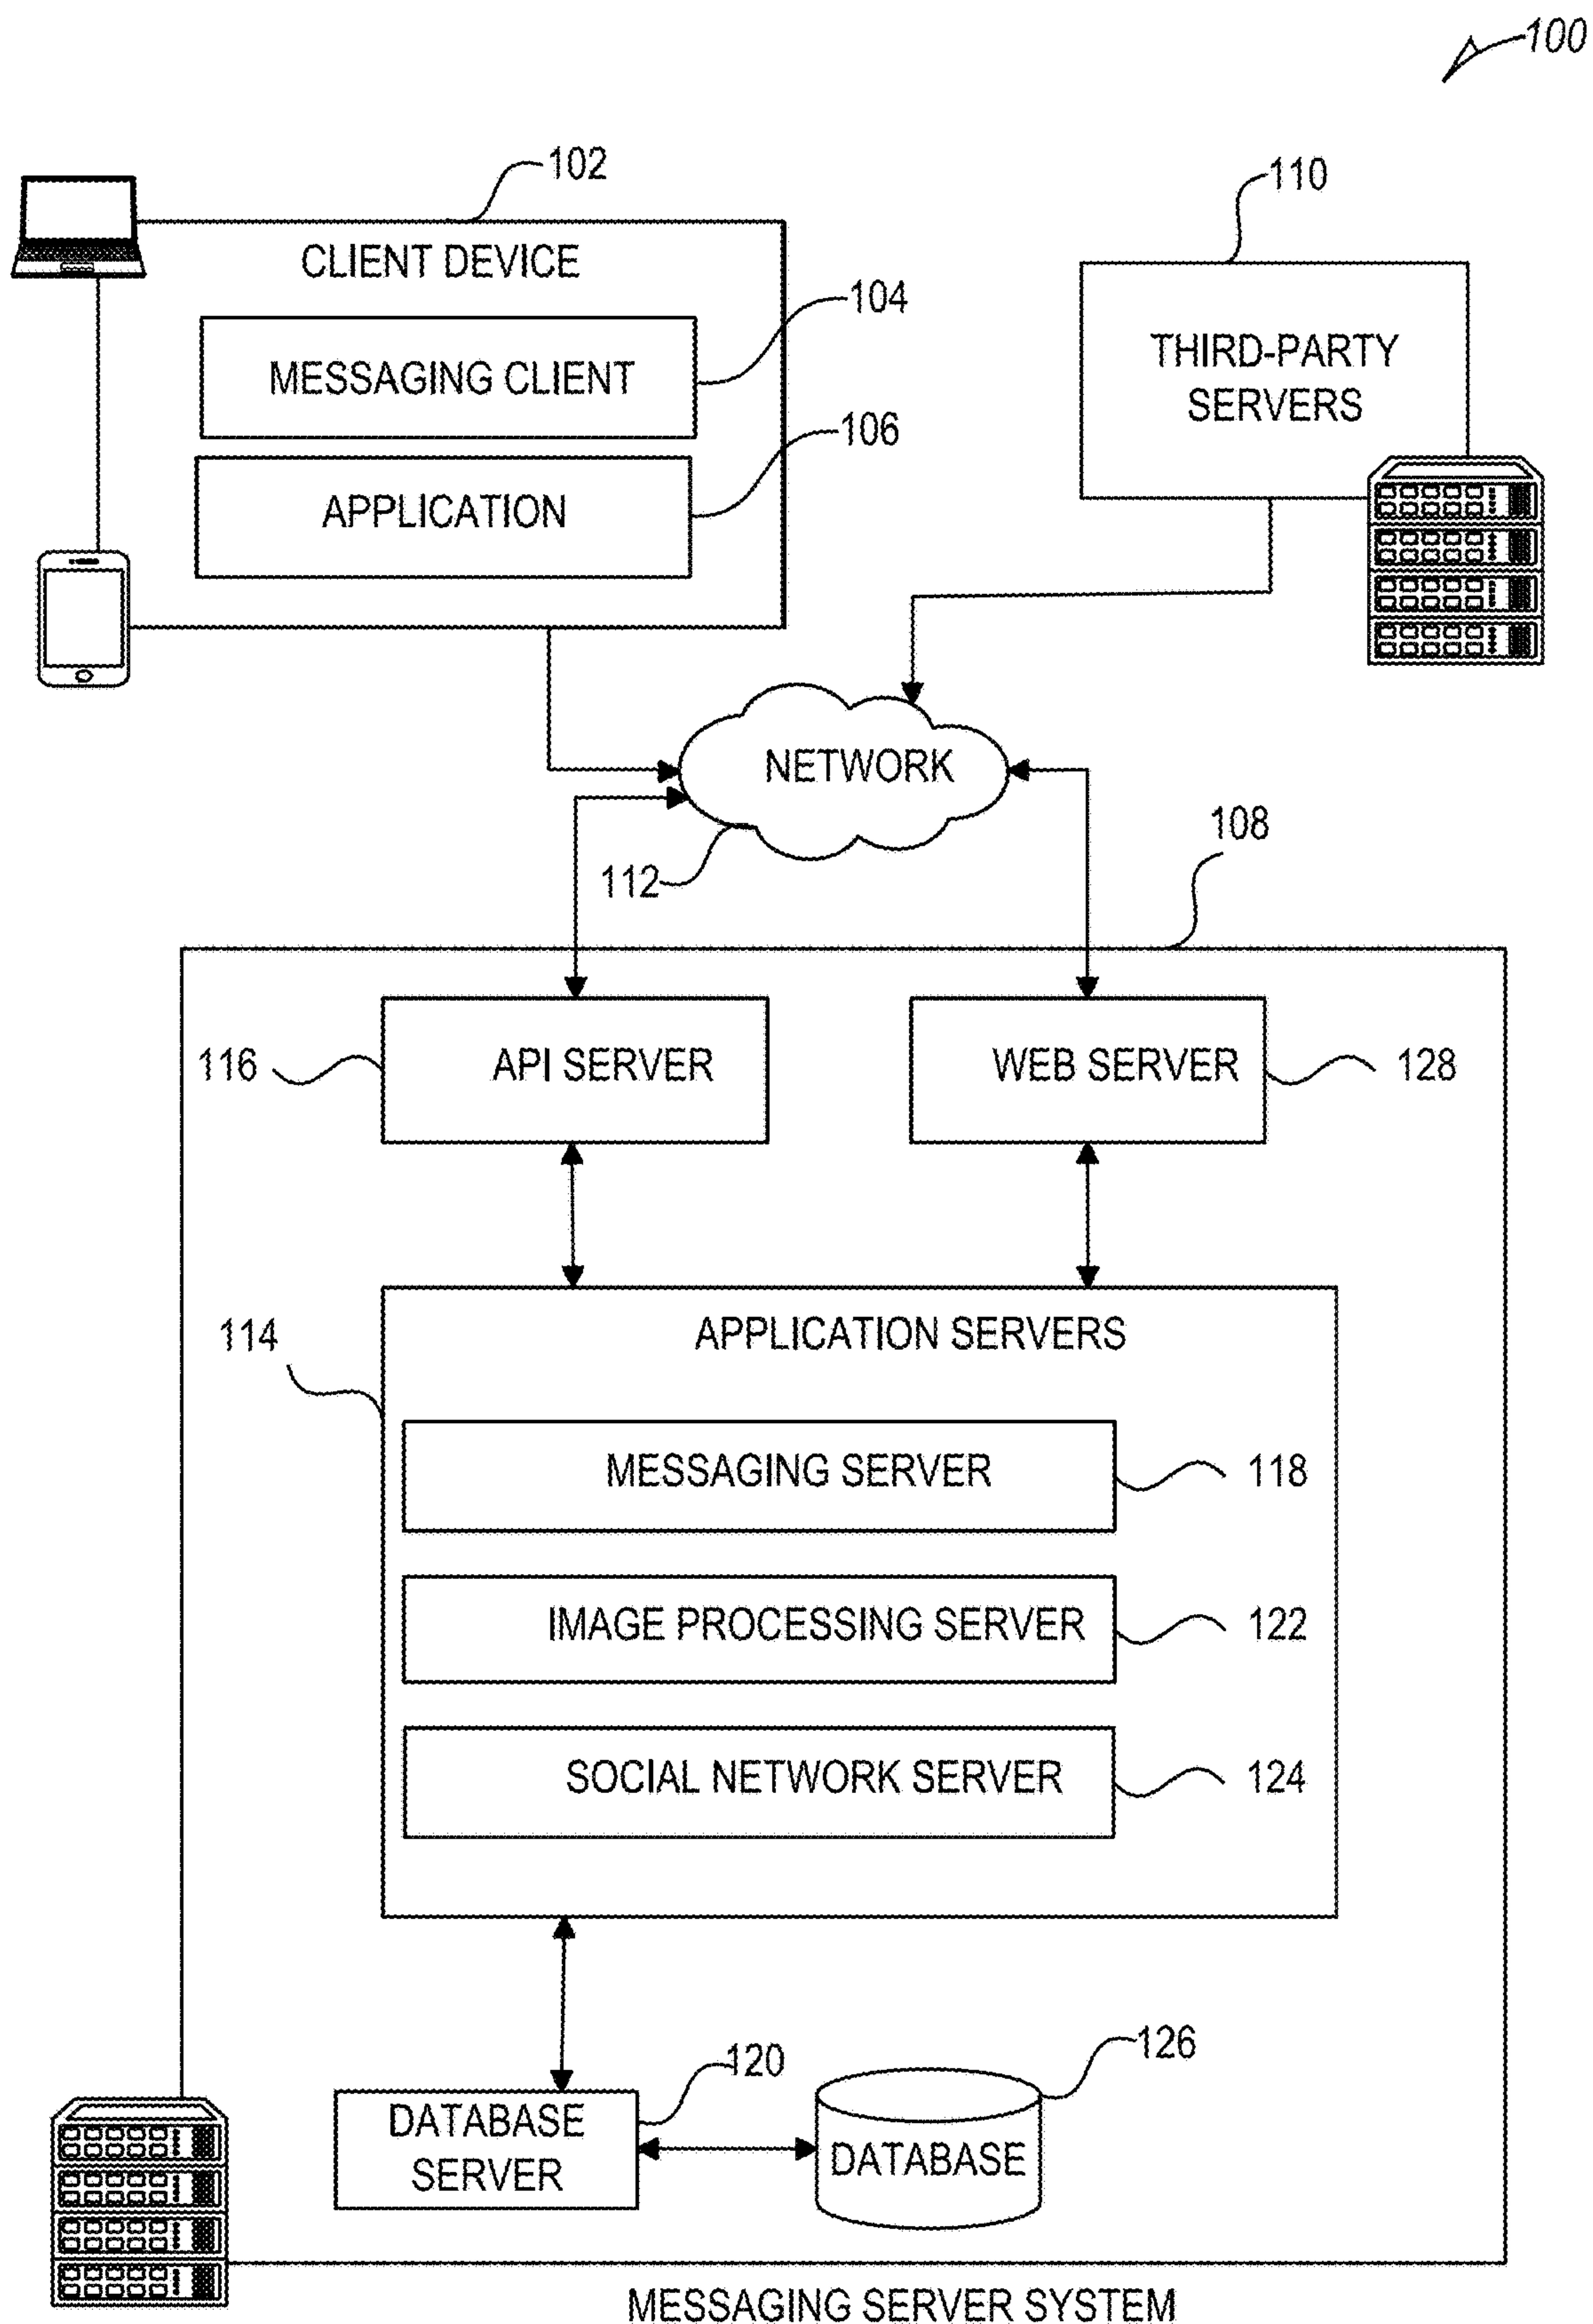 100
102
110
CLIENT DEVICE
104
MESSAGING CLIENT
THIRD-PARTY
SERVERS
106
APPLICATION
NETWORK
108
112
116
API SERVER
WEB SERVER
128
114
APPLICATION SERVERS
MESSAGING SERVER
118
IMAGE PROCESSING SERVER
122
SOCIAL NETWORK SERVER
124
120
126
DATABASE
SERVER
DATABASE
MESSAGING SERVER SYSTEM